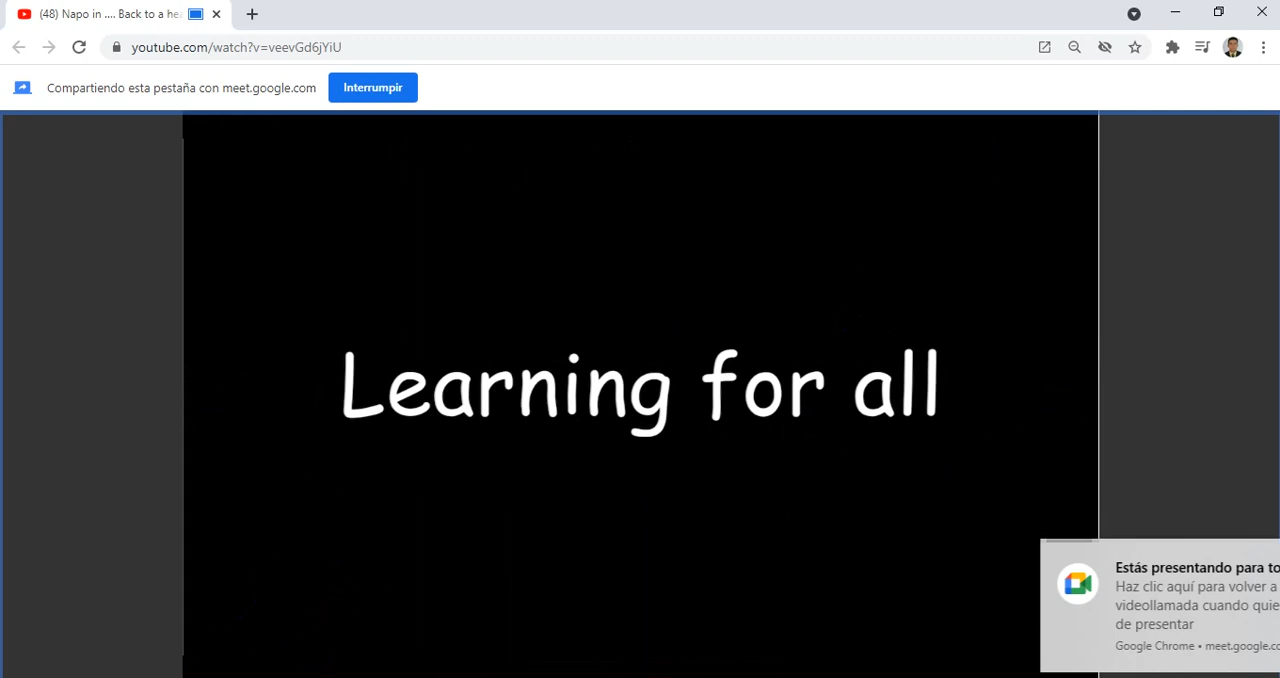 (48) Napo in .... Back to a he
youtube.com/watch?v=veevGd6jYiU
Compartiendo esta pestaña con meet.google.com
Interrumpir
Learning for all
Estás presentando para to
Haz clic aquí para volver a
videollamada cuando quie
de presentar
Google Chrome • meet.google.co